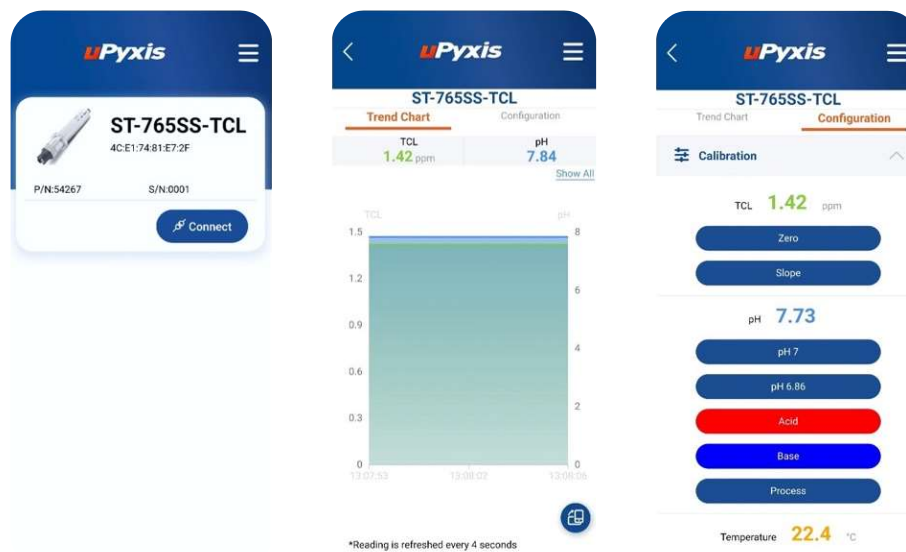 uPyxis
ST-765SS-TCL
4C:E1:74:81:E7:2F
P/N:54267 S/N:0001
Connect
uPyxis
ST-765SS-TCL
Trend Chart Configuration
TCL pH
1.42 ppm 7.84
Show All
TCL pH
1.5 8
1.2
6
0.9
4
0.6
2
0.3
0 0
13:07:53 13:08:02 13:08:06
*Reading is refreshed every 4 seconds
uPyxis
ST-765SS-TCL
Trend Chart Configuration
Calibration
TCL 1.42 ppm
Zero
Slope
pH 7.73
pH 7
pH 6.86
Acid
Base
Process
Temperature 22.4 °C